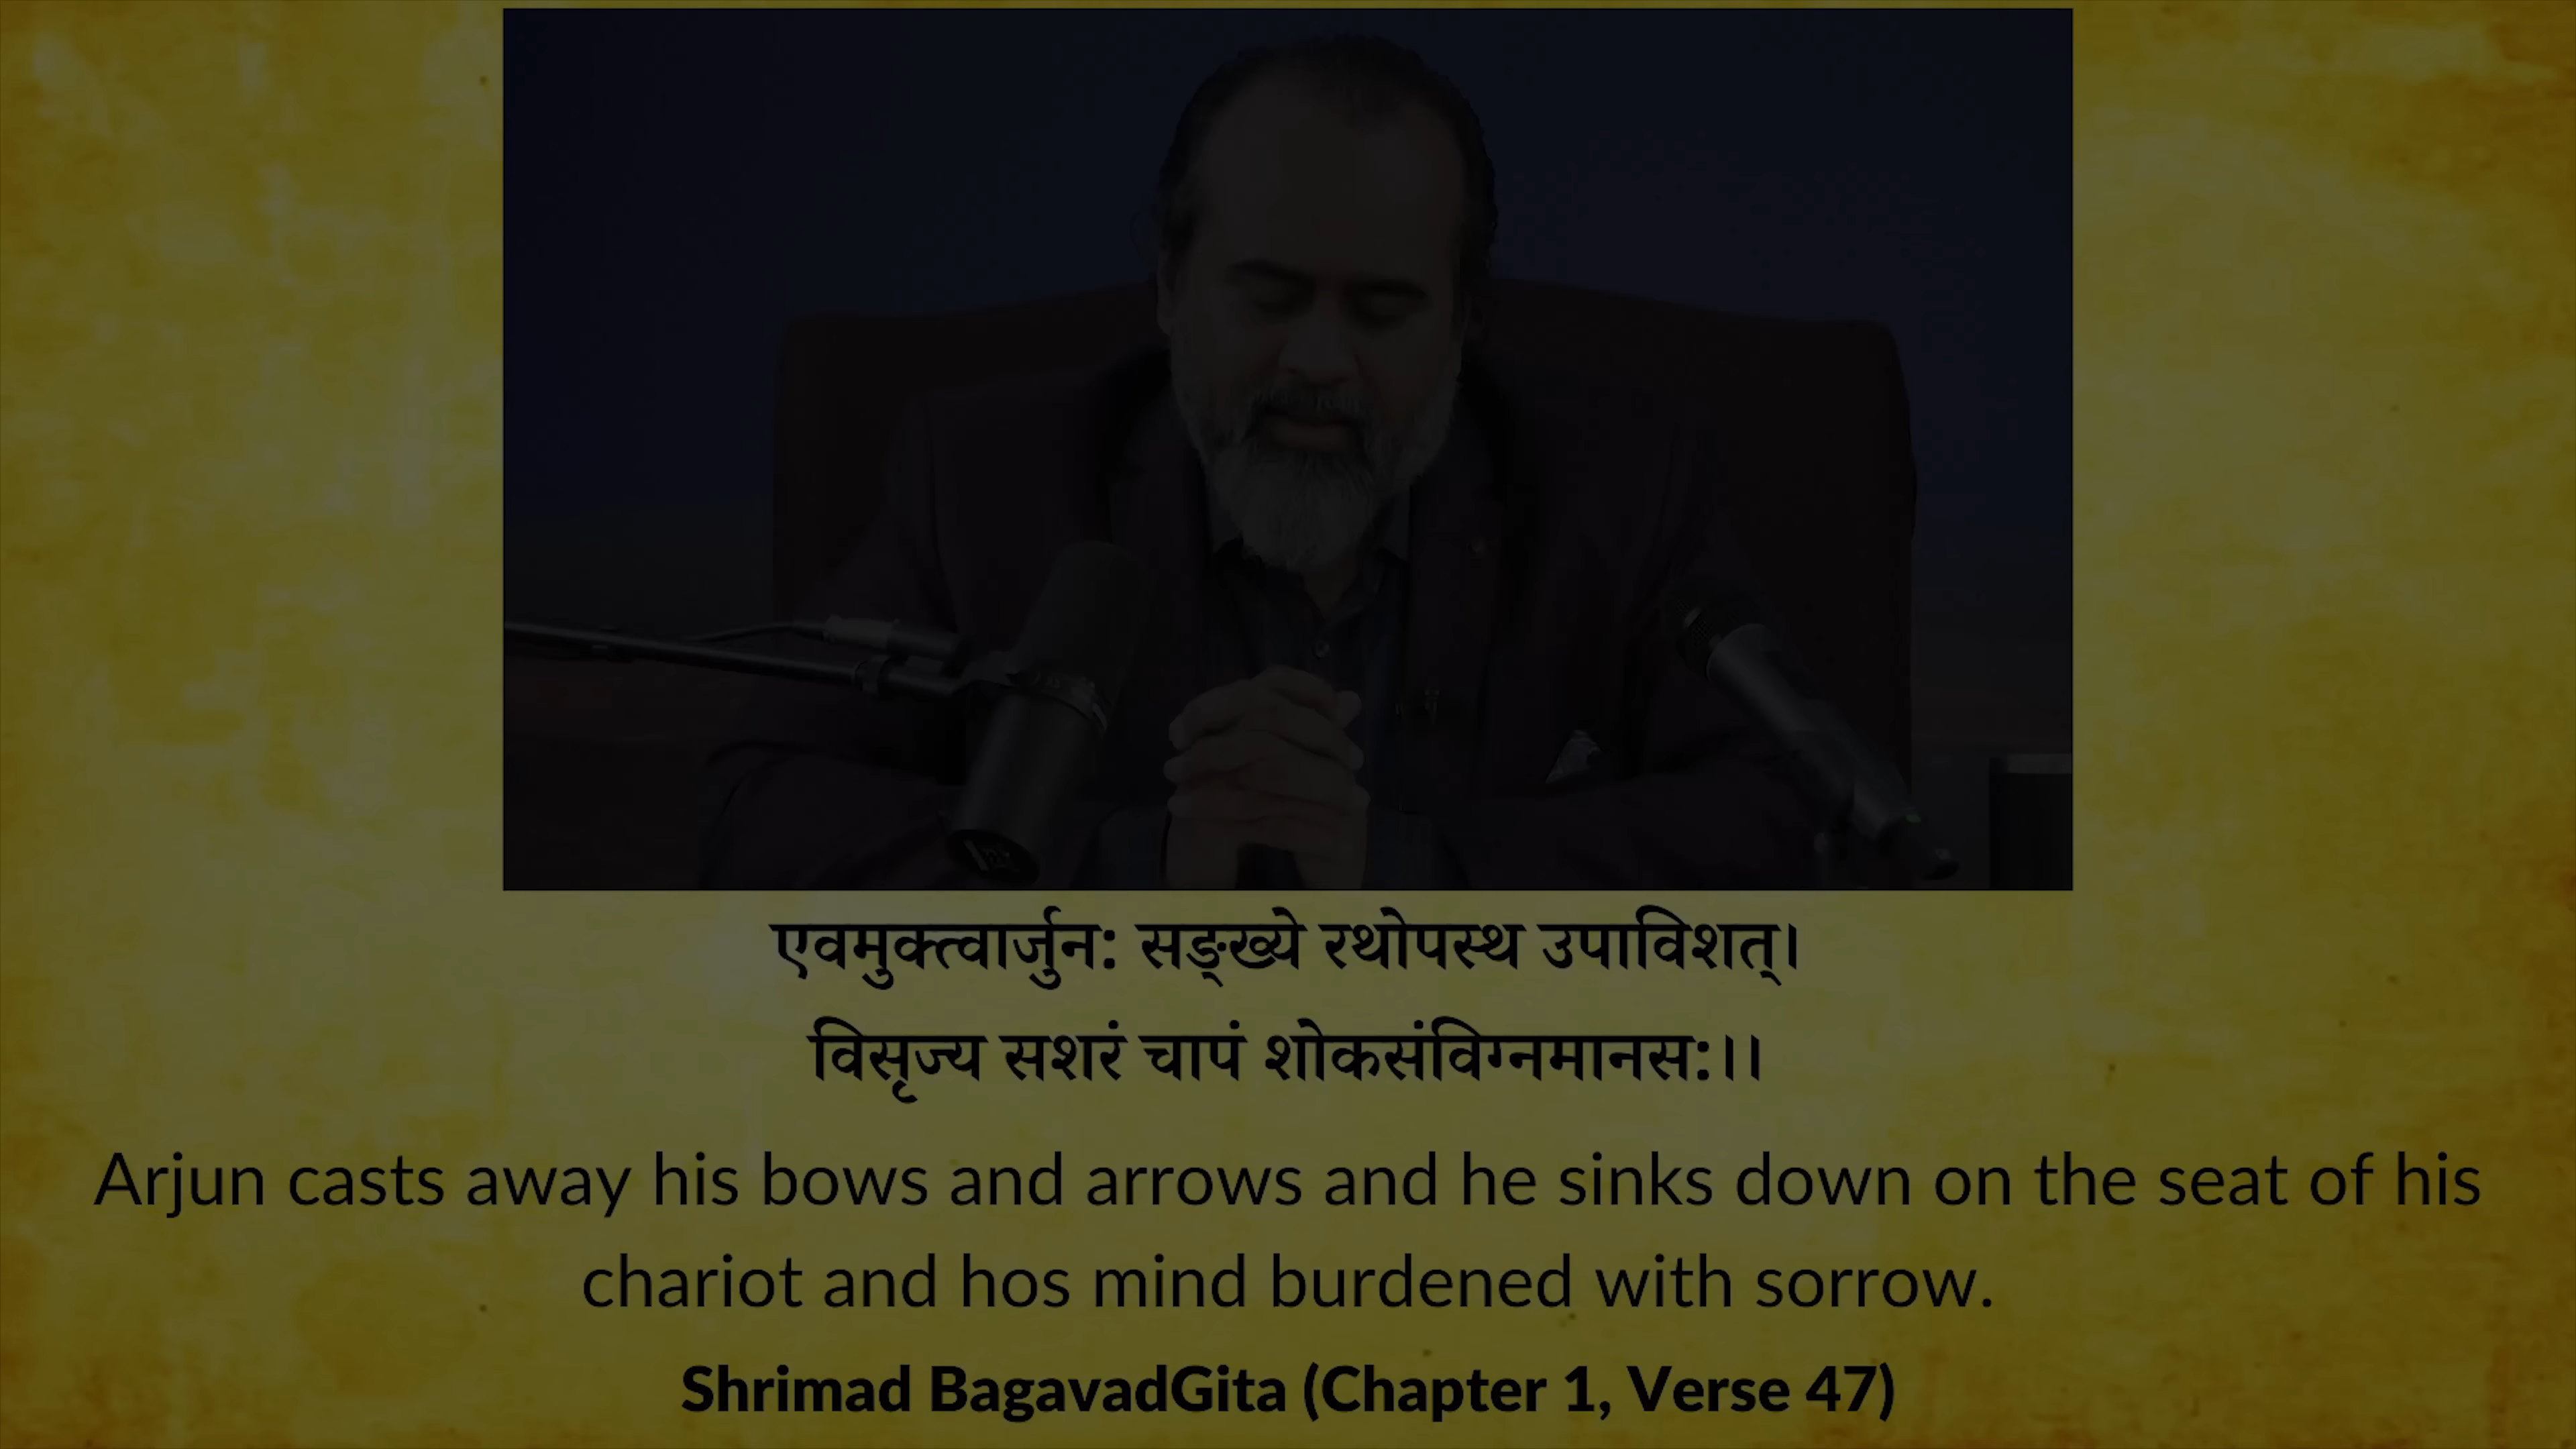 एवमुक्त्वार्जुन: सङ्ख्ये रथोपस्थ उपाविशत्।
विसृज्य सशरं चापं शोकसंविग्नमानस:।।
Arjun casts away his bows and arrows and he sinks down on the seat of his
chariot and hos mind burdened with sorrow.
Shrimad BagavadGita (Chapter 1, Verse 47)